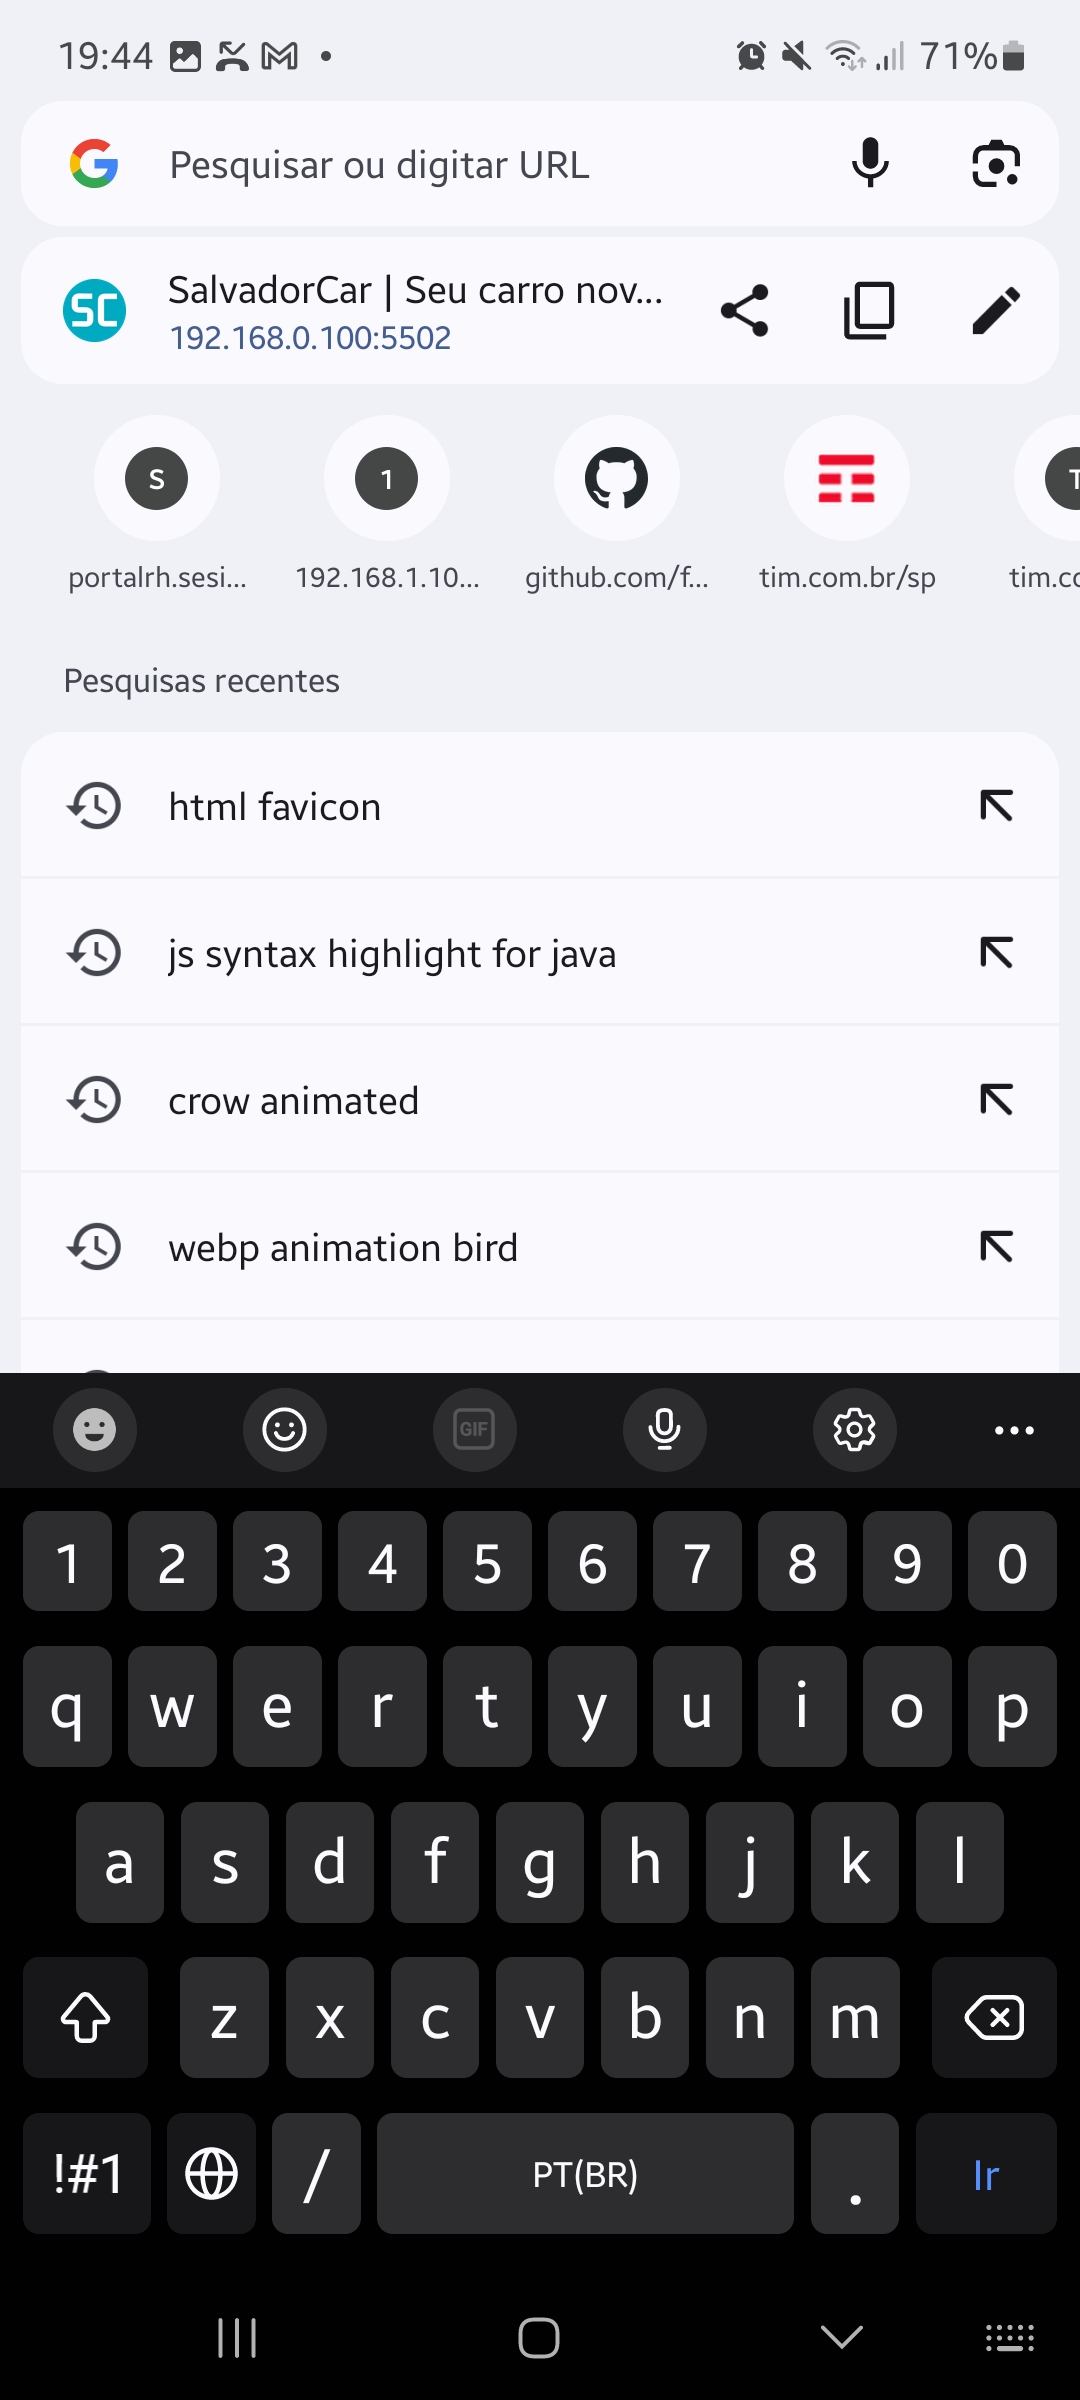 19:44
71%
Pesquisar ou digitar URL
SC
SalvadorCar | Seu carro nov...
192.168.0.100:5502
S
1
T
portalrh.sesi...
192.168.1.10...
github.com/f...
tim.com.br/sp
tim.co
Pesquisas recentes
html favicon
js syntax highlight for java
crow animated
webp animation bird
GIF
1 2 3 4 5 6 7 8 9 0
q w e r t y u i o p
a s d f g h j k l
z x c v b n m
!#1 / PT(BR) . Ir